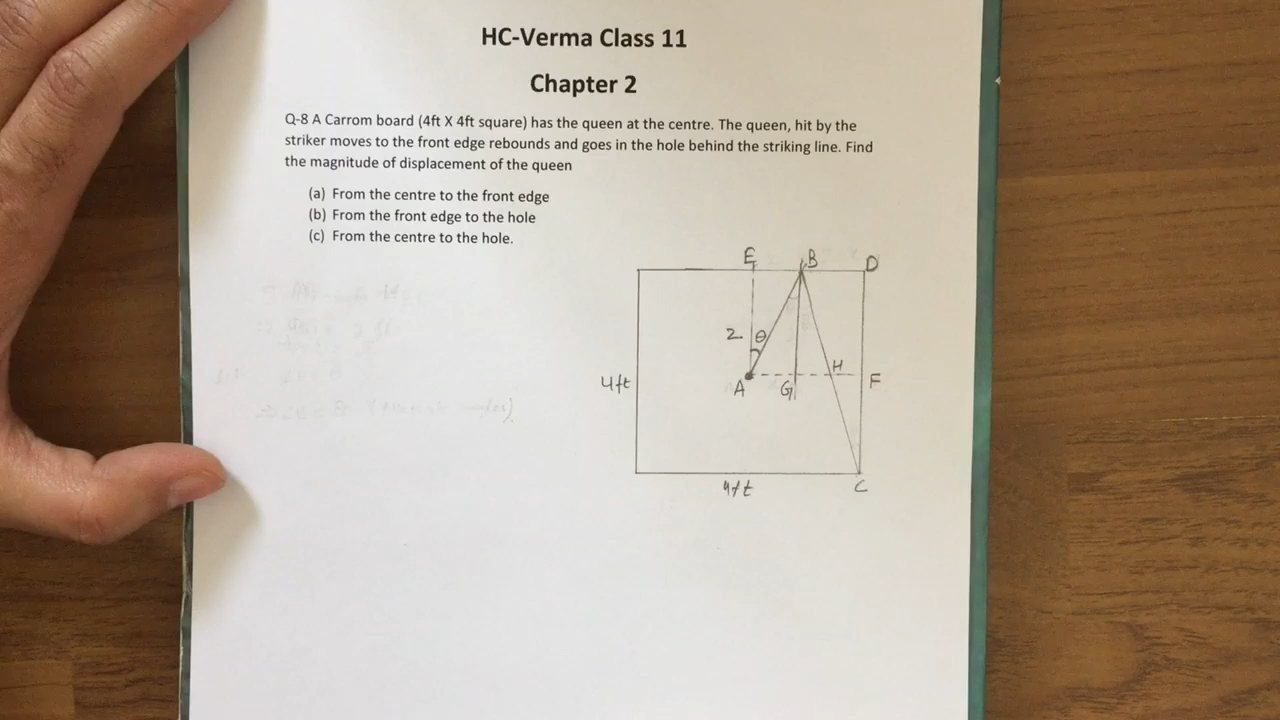 HC-Verma Class 11
Chapter 2
Q-8 A Carrom board (4ft X 4ft square) has the queen at the centre. The queen, hit by the
striker moves to the front edge rebounds and goes in the hole behind the striking line. Find
the magnitude of displacement of the queen
(a) From the centre to the front edge
(b) From the front edge to the hole
(c) From the centre to the hole.
E B D
2 θ
H
4ft A G F
4ft C